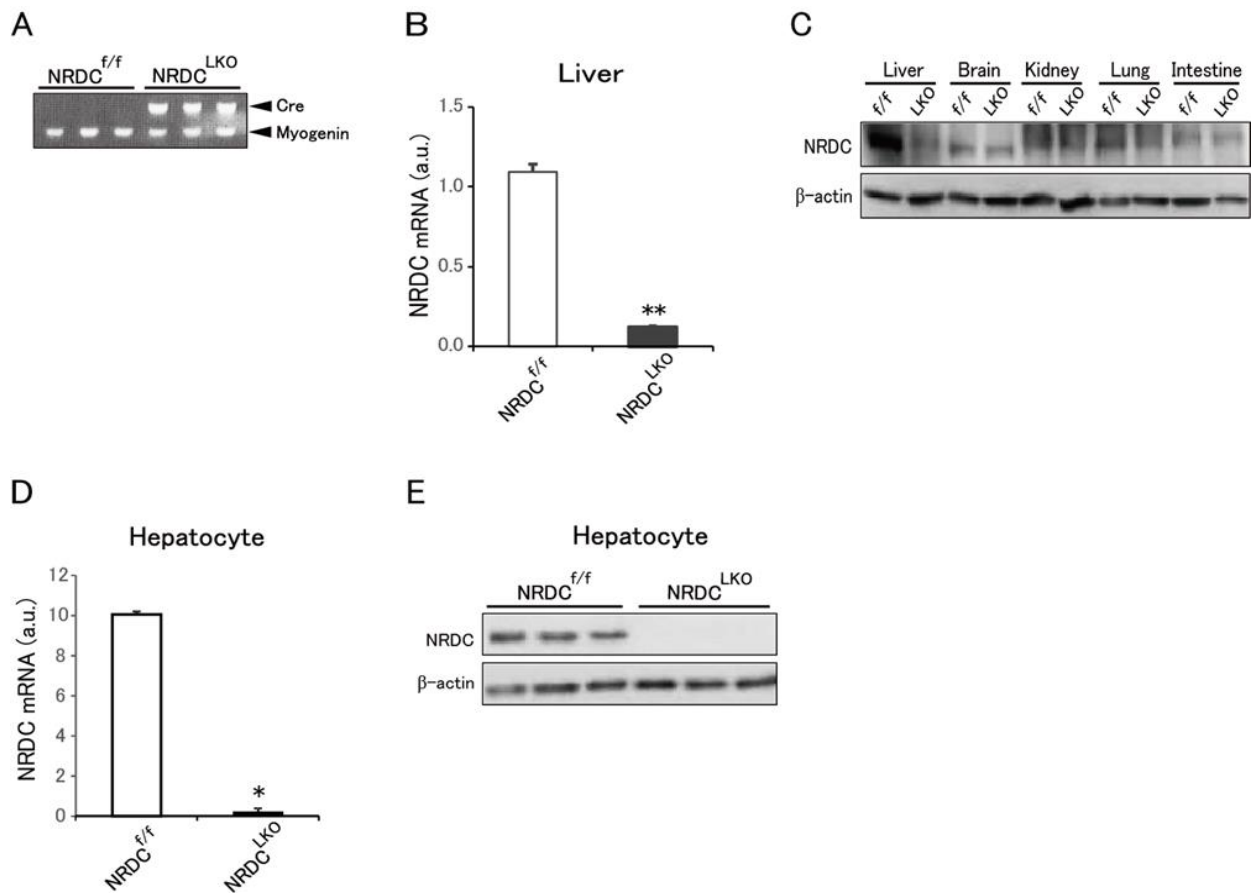 A
NRDC f/f NRDC LKO
Cre
Myogenin
B
Liver
NRDC mRNA (a.u.)
1.5
1.0
0.5
0.0
**
NRDC f/f
NRDC LKO
C
Liver Brain Kidney Lung Intestine
f/f LKO f/f LKO f/f LKO f/f LKO f/f LKO
NRDC
β-actin
D
Hepatocyte
NRDC mRNA (a.u.)
12
10
8
6
4
2
0
*
NRDC f/f
NRDC LKO
E
Hepatocyte
NRDC f/f NRDC LKO
NRDC
β-actin